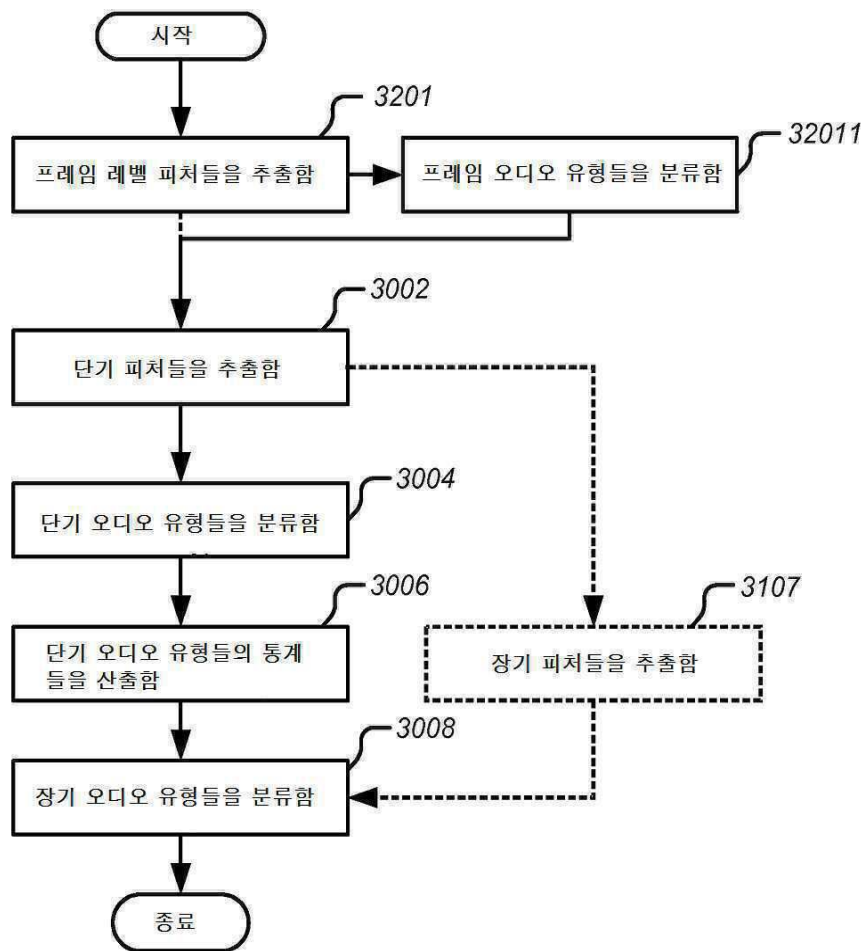 시작
3201
32011
프레임 레벨 피처들을 추출함
프레임 오디오 유형들을 분류함
3002
단기 피처들을 추출함
3004
단기 오디오 유형들을 분류함
3006
3107
단기 오디오 유형들의 통계
들을 산출함
장기 피처들을 추출함
3008
장기 오디오 유형들을 분류함
종료